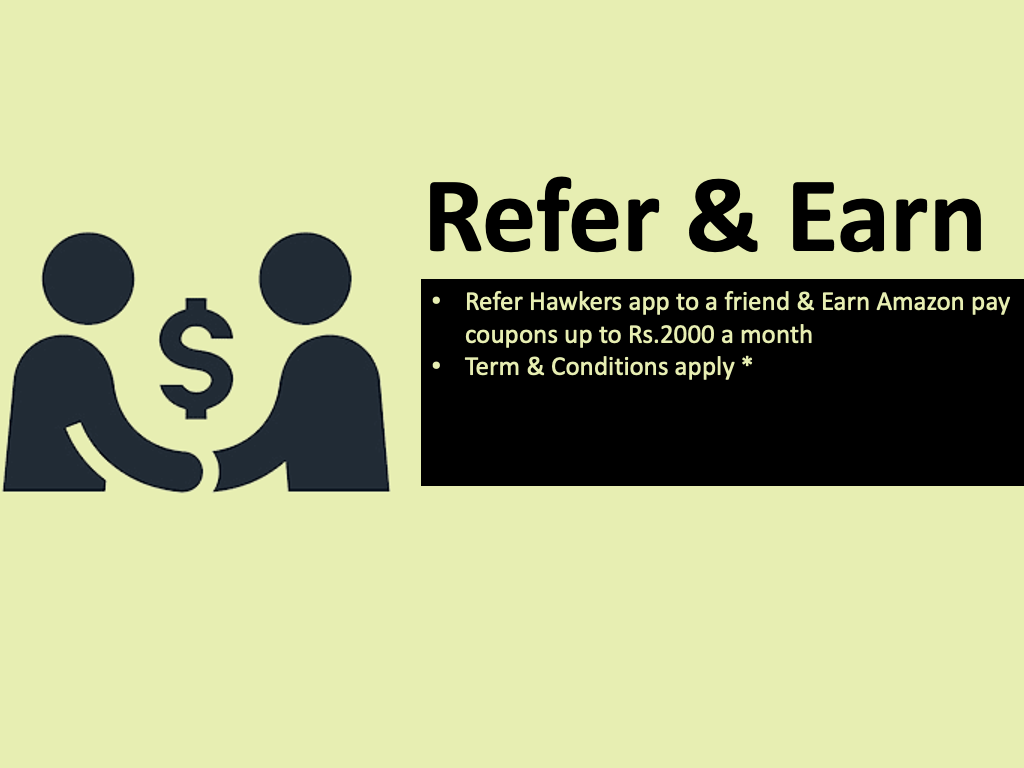 Refer & Earn
• Refer Hawkers app to a friend & Earn Amazon pay
coupons up to Rs.2000 a month
• Term & Conditions apply *